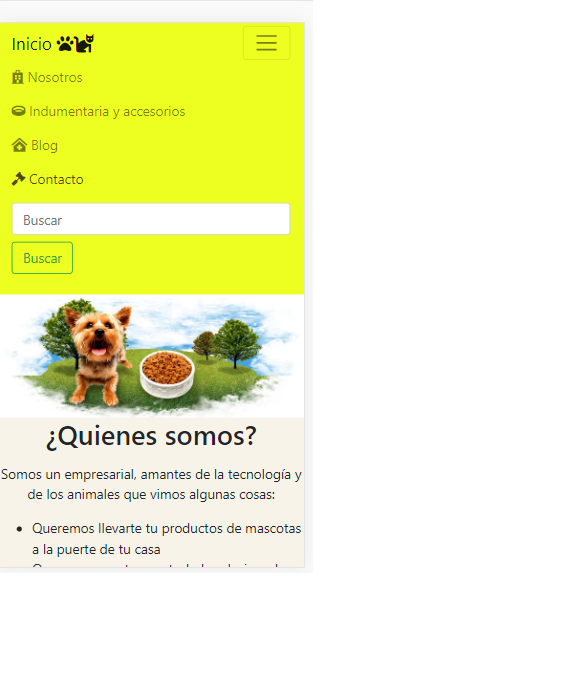 Inicio
Nosotros
Indumentaria y accesorios
Blog
Contacto
Buscar
Buscar
¿Quienes somos?
Somos un empresarial, amantes de la tecnología y
de los animales que vimos algunas cosas:
Queremos llevarte tu productos de mascotas
a la puerte de tu casa